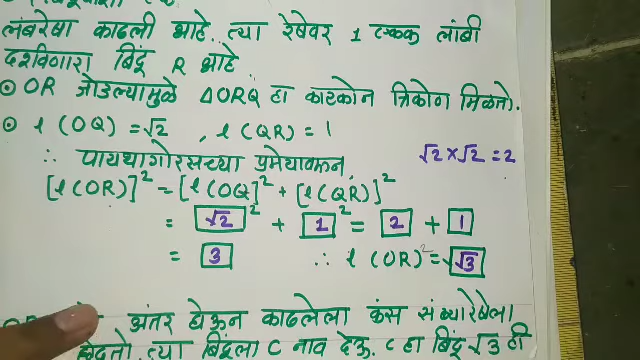 लंबरेषा काढली आहे. त्या रेषेवर 1 एकक लांबी
दर्शविणारा बिंदू R आहे.
⊙ OR जोडल्यामुळे ΔORQ हा काटकोन त्रिकोण मिळतो.
⊙ l (OQ) = √2 , l (QR) = 1
∴ पायथागोरसच्या प्रमेयावरून, √2 × √2 = 2
[l (OR)]² = [l (OQ)]² + [l (QR)]²
= √2² + 1² = 2 + 1
= 3 ∴ l (OR)² = √√3
अंतर घेऊन काढलेला कंस संख्यारेषेला
छेदतो. त्या बिंदूला C नाव देऊ. C हा बिंदू √3 ही